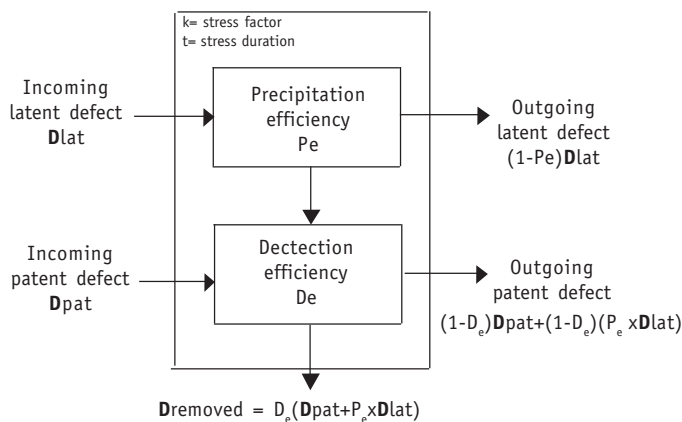 k= stress factor
t= stress duration
Incoming
latent defect
Dlat
Precipitation
efficiency
Pe
Outgoing
latent defect
(1-Pe)Dlat
Incoming
patent defect
Dpat
Dectection
efficiency
De
Outgoing
patent defect
(1-Dₑ)Dpat+(1-Dₑ)(Pₑ xDlat)
Dremoved = Dₑ(Dpat+PₑxDlat)